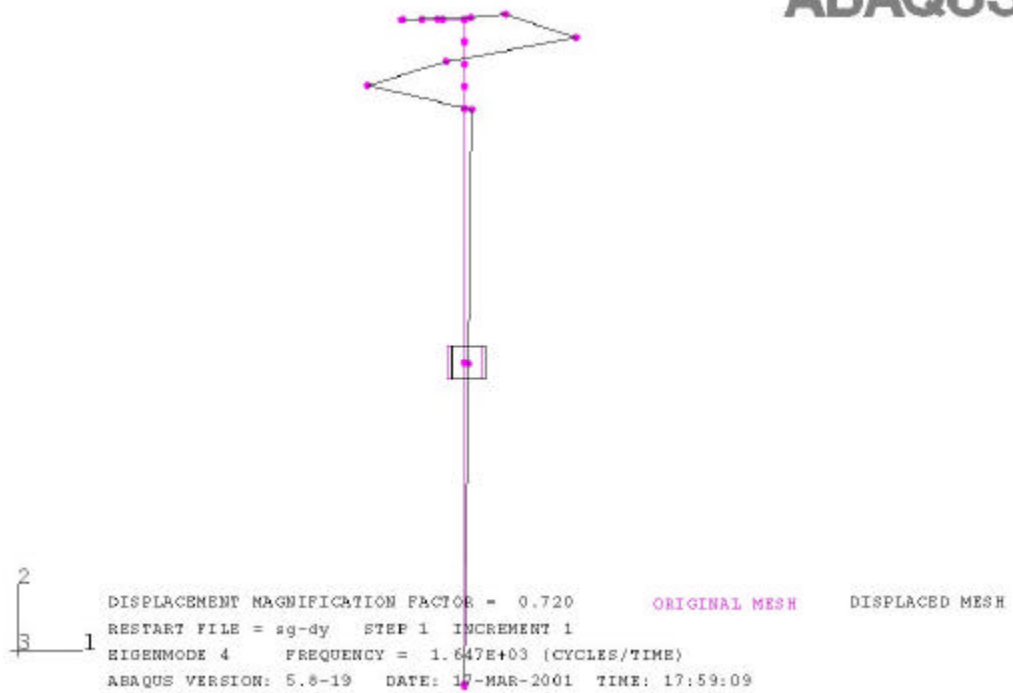 ABAQUS
2
3 1
DISPLACEMENT MAGNIFICATION FACTOR = 0.720 ORIGINAL MESH DISPLACED MESH
RESTART FILE = sg-dy STEP 1 INCREMENT 1
EIGENMODE 4 FREQUENCY = 1.647E+03 (CYCLES/TIME)
ABAQUS VERSION: 5.8-19 DATE: 17-MAR-2001 TIME: 17:59:09